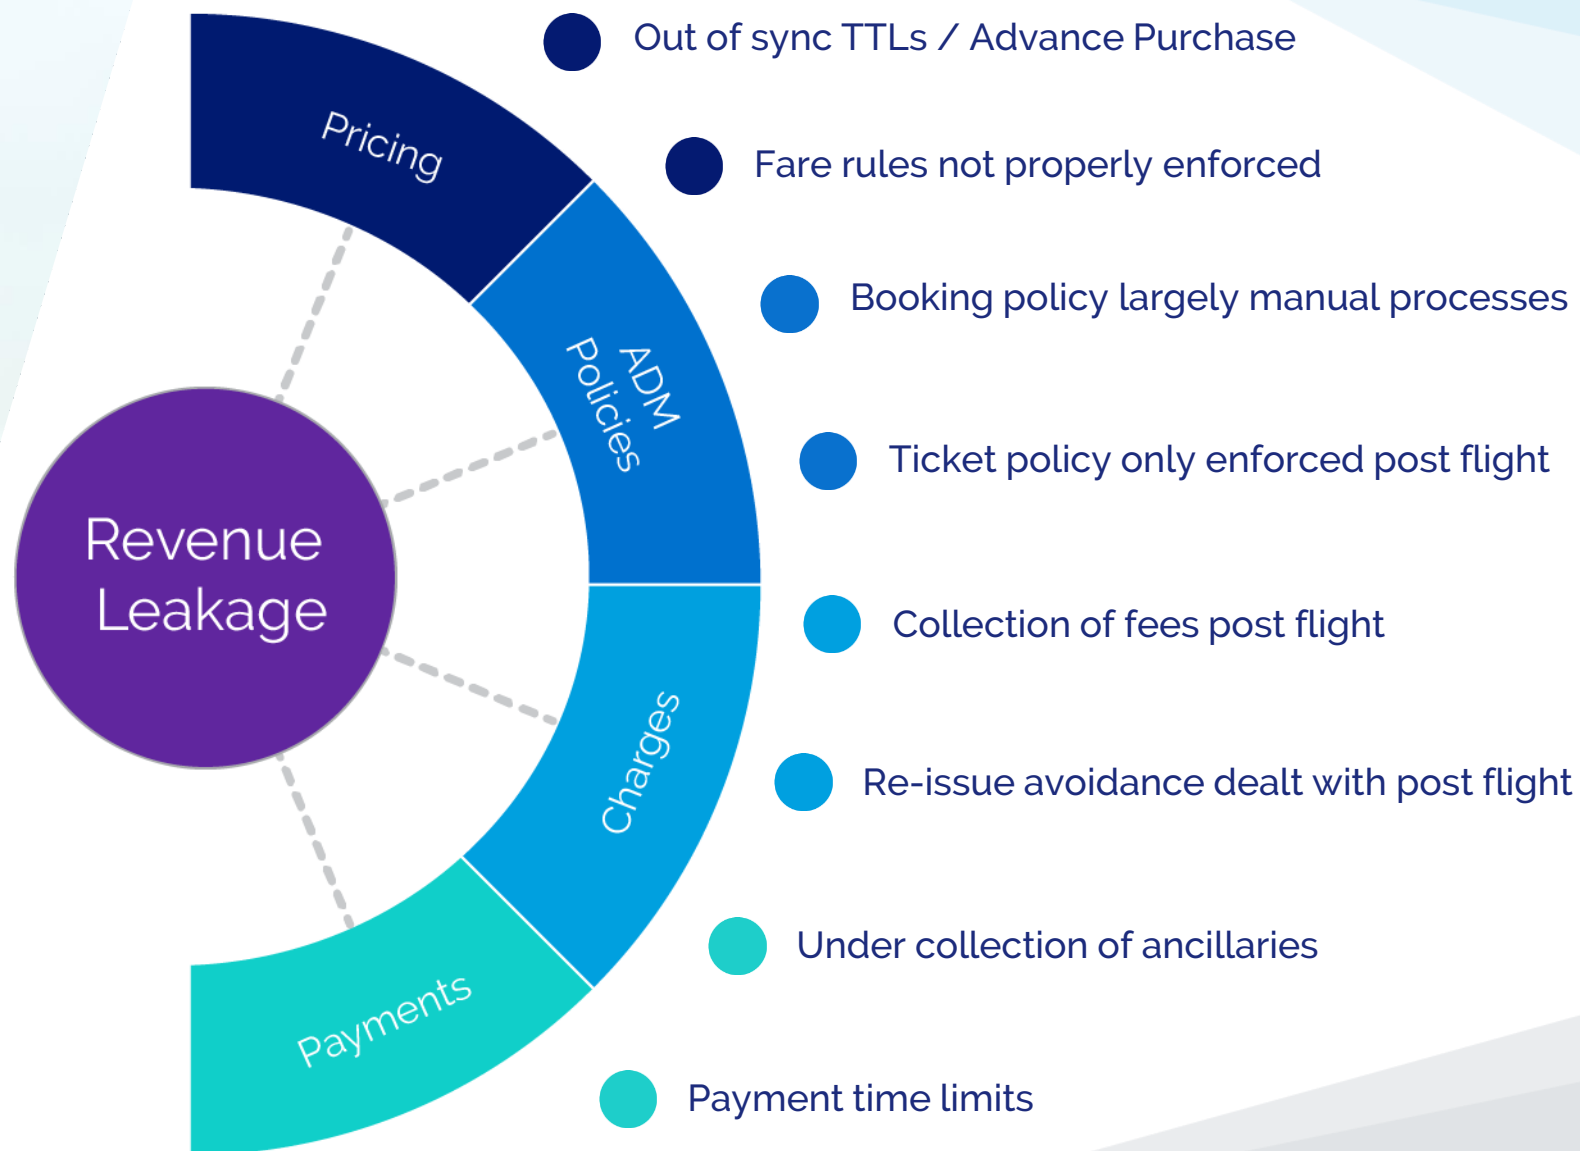 Out of sync TTLs / Advance Purchase
Pricing
Fare rules not properly enforced
Booking policy largely manual processes
ADM
Policies
Ticket policy only enforced post flight
Revenue
Leakage
Collection of fees post flight
Charges
Re-issue avoidance dealt with post flight
Under collection of ancillaries
Payments
Payment time limits